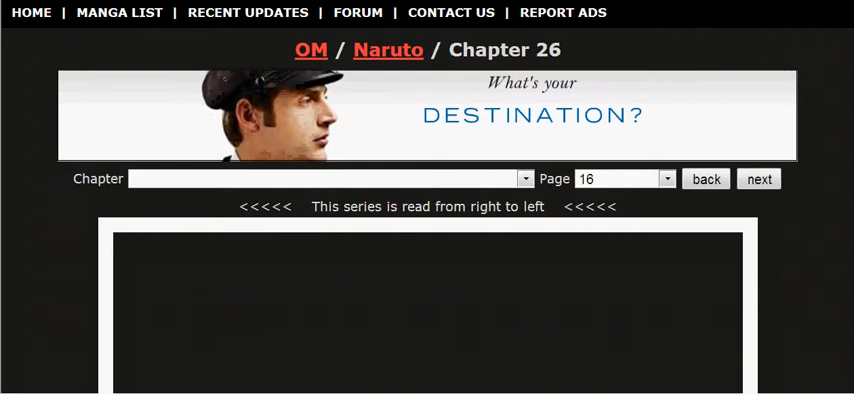 HOME | MANGA LIST | RECENT UPDATES | FORUM | CONTACT US | REPORT ADS
OM / Naruto / Chapter 26
What's your
DESTINATION?
Chapter Page 16 back next
<<<<< This series is read from right to left <<<<<